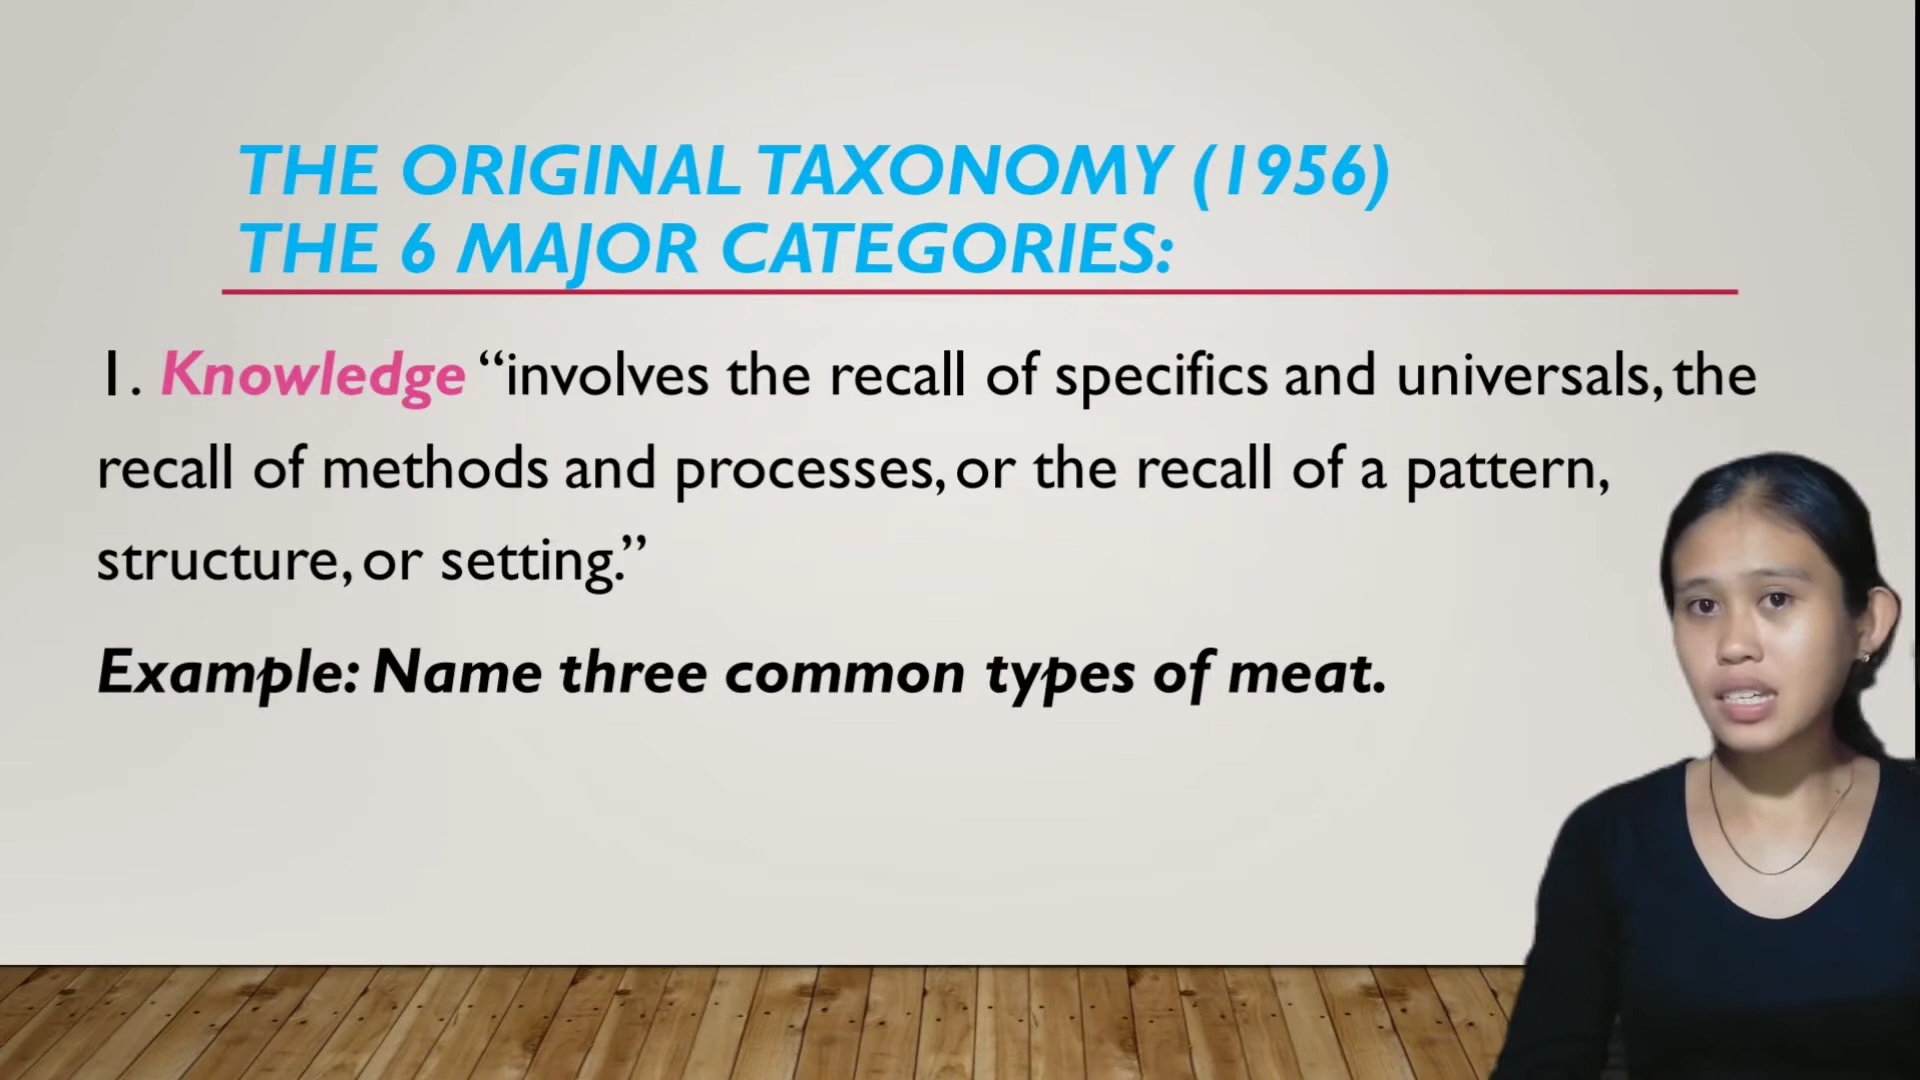 THE ORIGINAL TAXONOMY (1956)
THE 6 MAJOR CATEGORIES:
1. Knowledge “involves the recall of specifics and universals, the
recall of methods and processes, or the recall of a pattern,
structure, or setting.”
Example: Name three common types of meat.